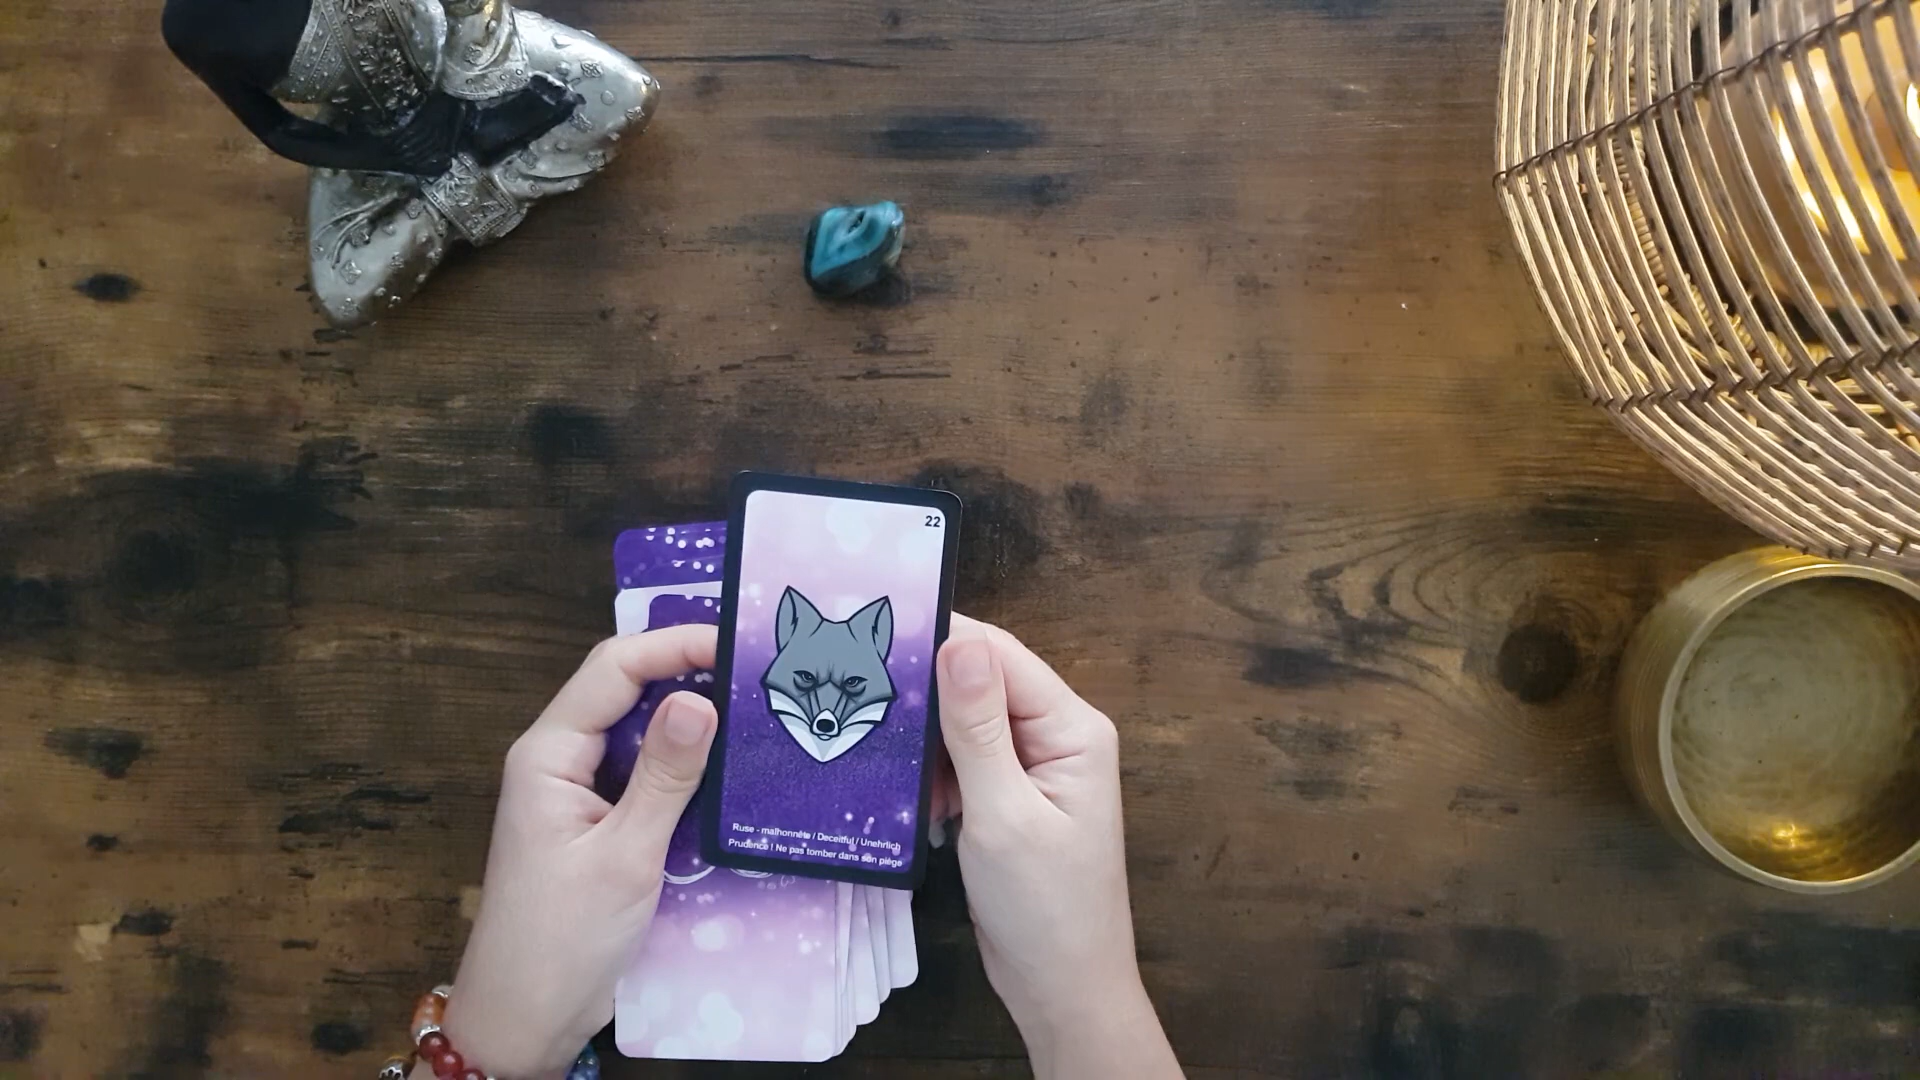 22
Ruse - malhonnête / Deceitful / Unehrlich
Prudence ! Ne pas tomber dans son piège